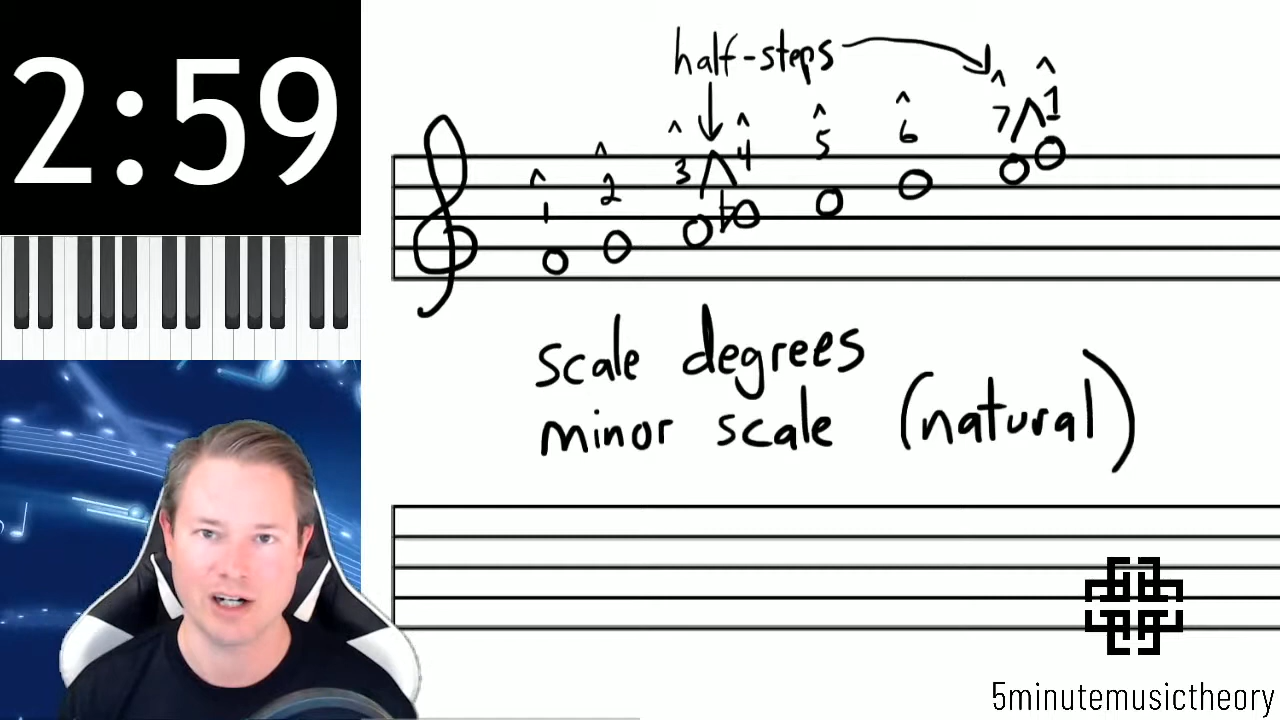 2:59
half-steps
^ ^ ^ ^ ^ ^ ^ ^
1 2 3 4 5 6 7 1
scale degrees
minor scale (natural)
5minutemusictheory